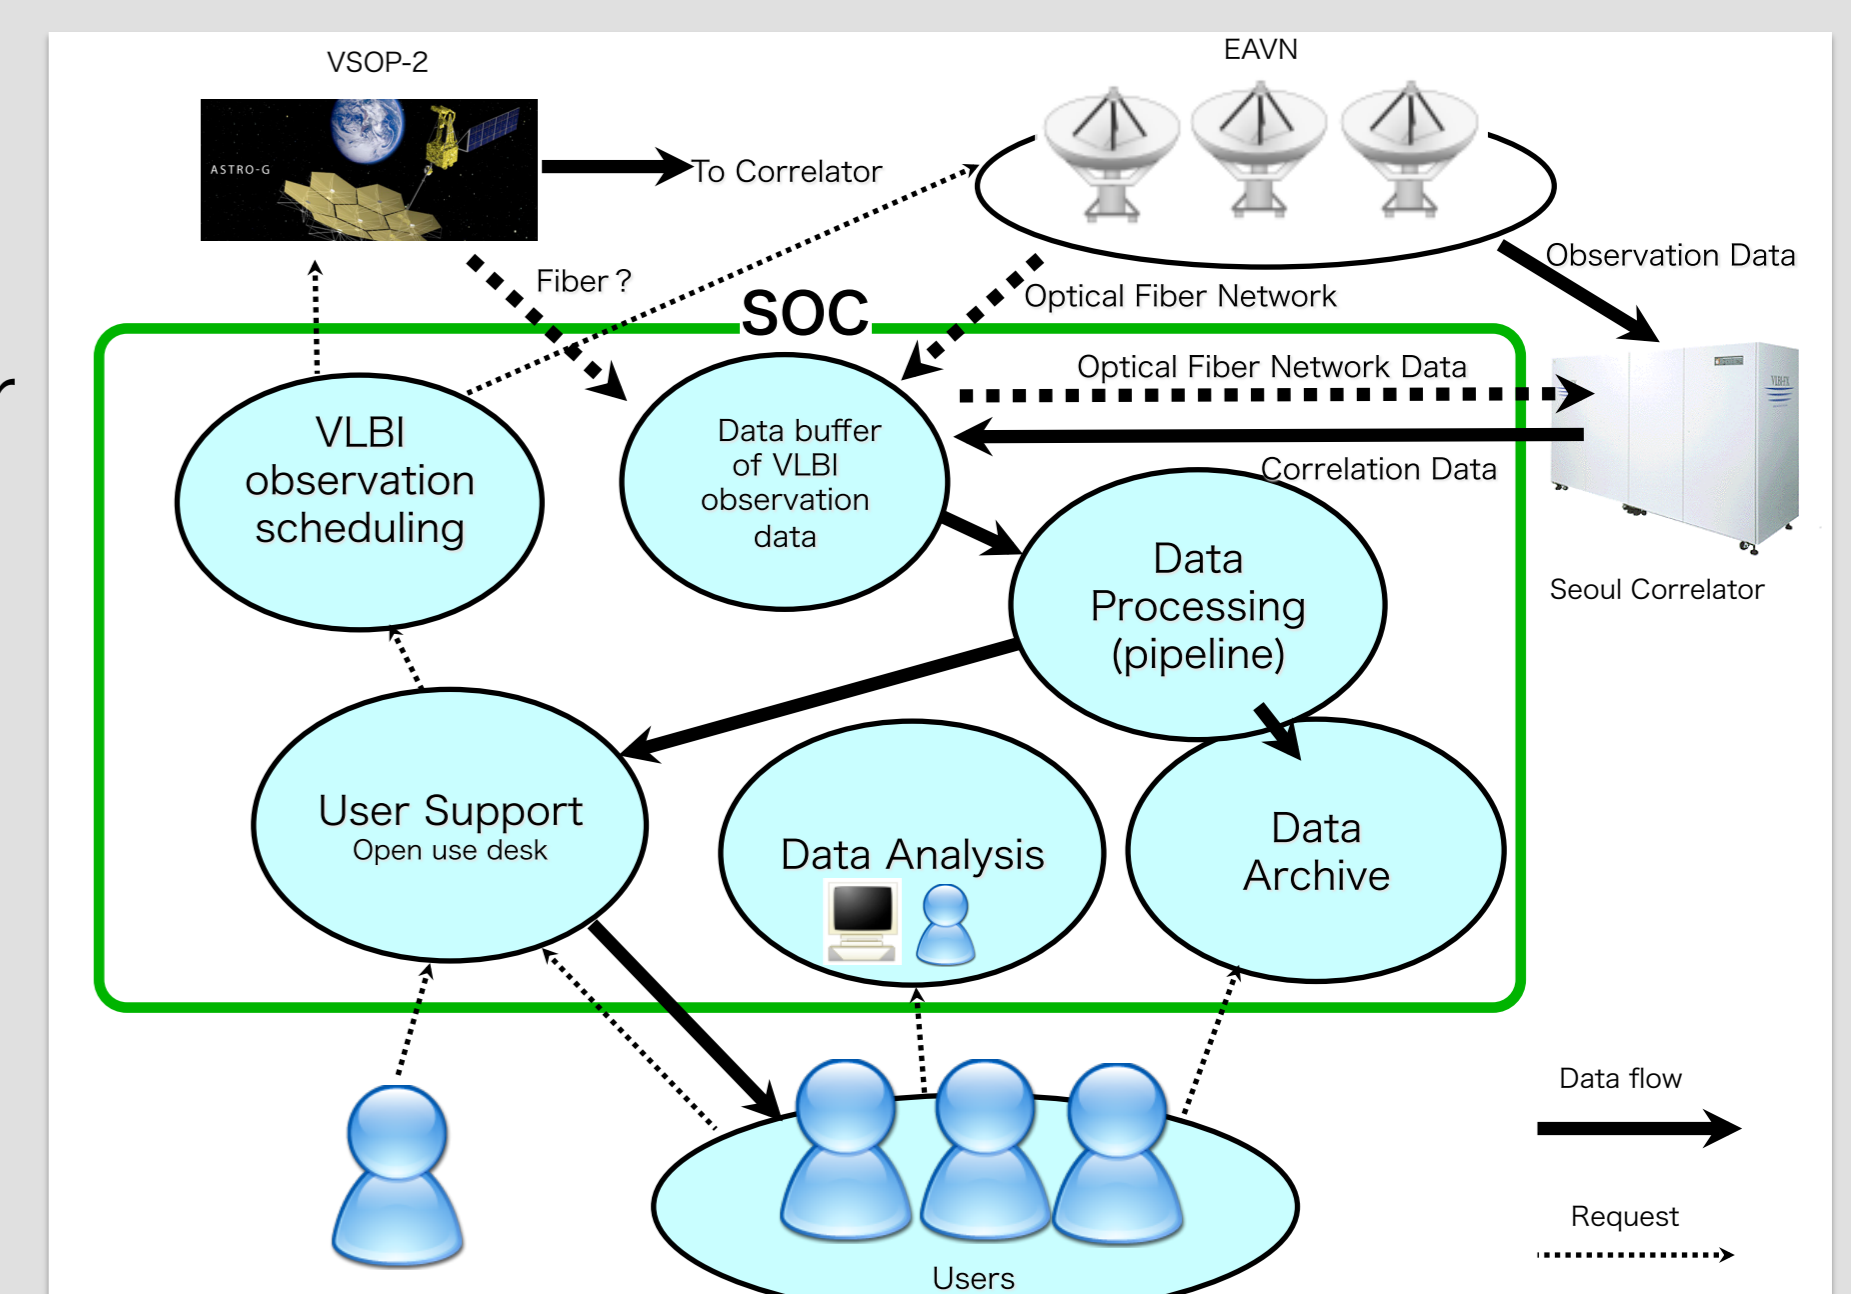 VSOP-2
EAVN
ASTRO-G
To Correlator
Fiber ?
Optical Fiber Network
Observation Data
SOC
Optical Fiber Network Data
Correlation Data
VLBI
observation
scheduling
Data buffer
of VLBI
observation
data
Data
Processing
(pipeline)
Seoul Correlator
User Support
Open use desk
Data Analysis
Data
Archive
Data flow
Request
Users